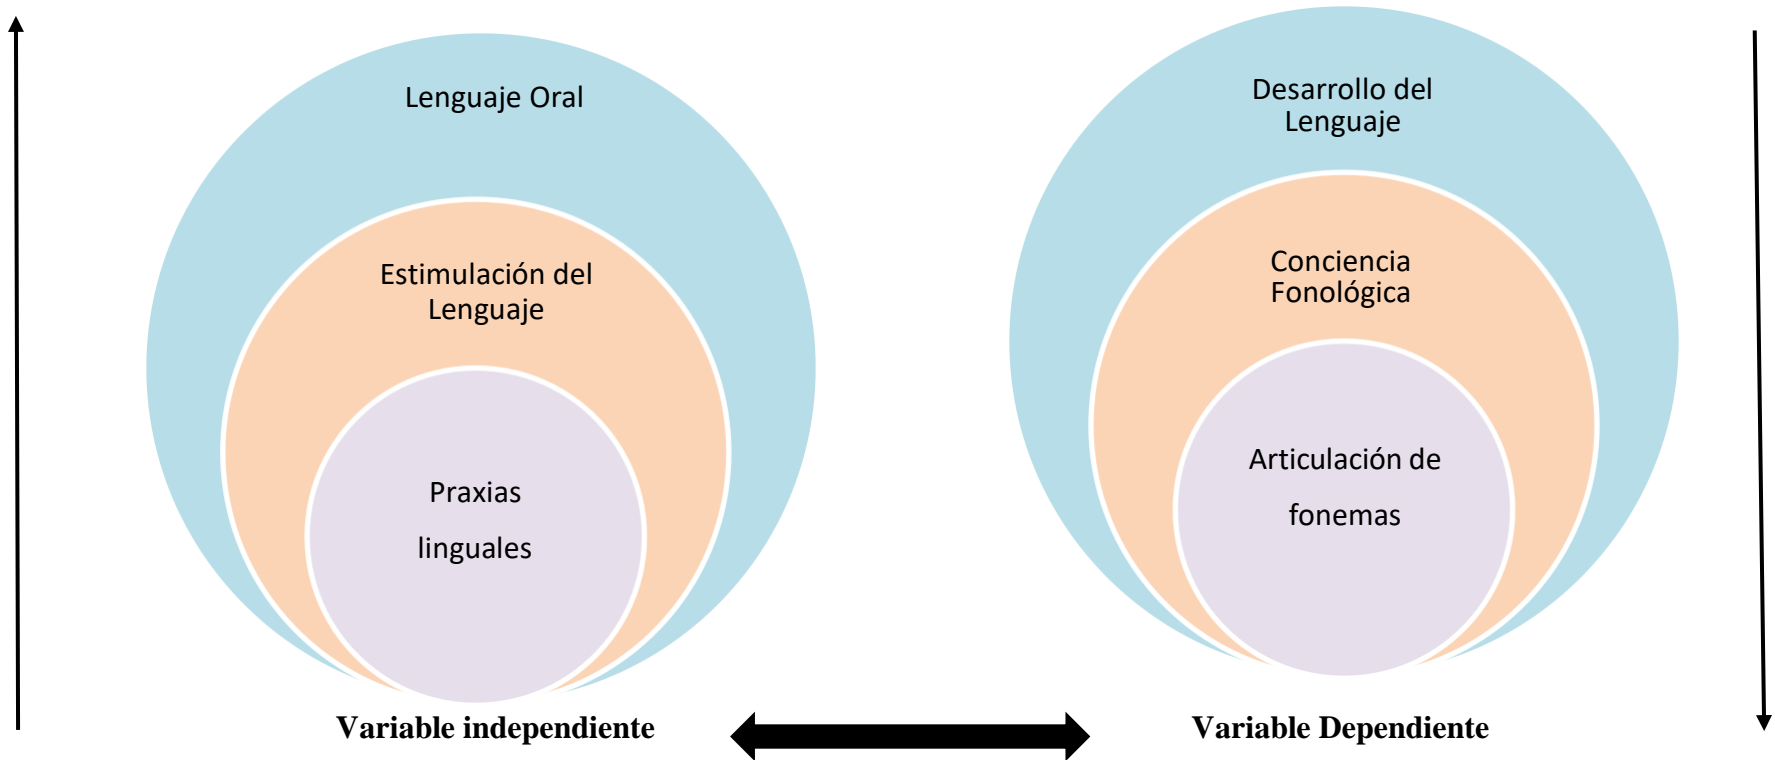 Lenguaje Oral
Estimulación del
Lenguaje
Praxias
linguales
Variable independiente
Desarrollo del
Lenguaje
Conciencia
Fonológica
Articulación de
fonemas
Variable Dependiente